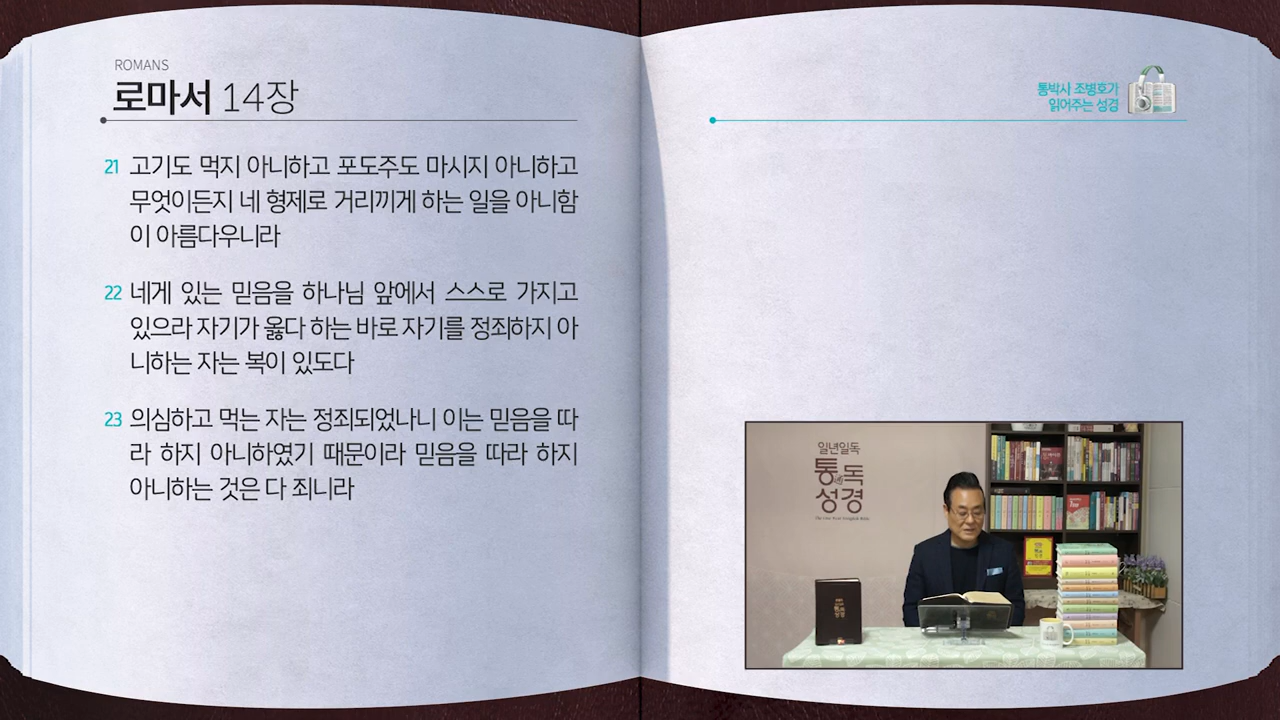 ROMANS
로마서 14장
21 고기도 먹지 아니하고 포도주도 마시지 아니하고
무엇이든지 네 형제로 거리끼게 하는 일을 아니함
이 아름다우니라
22 네게 있는 믿음을 하나님 앞에서 스스로 가지고
있으라 자기가 옳다 하는 바로 자기를 정죄하지 아
니하는 자는 복이 있도다
23 의심하고 먹는 자는 정죄되었나니 이는 믿음을 따
라 하지 아니하였기 때문이라 믿음을 따라 하지
아니하는 것은 다 죄니라
통박사 조병호가
읽어주는 성경
일년일독
통독
성경
통독
성경